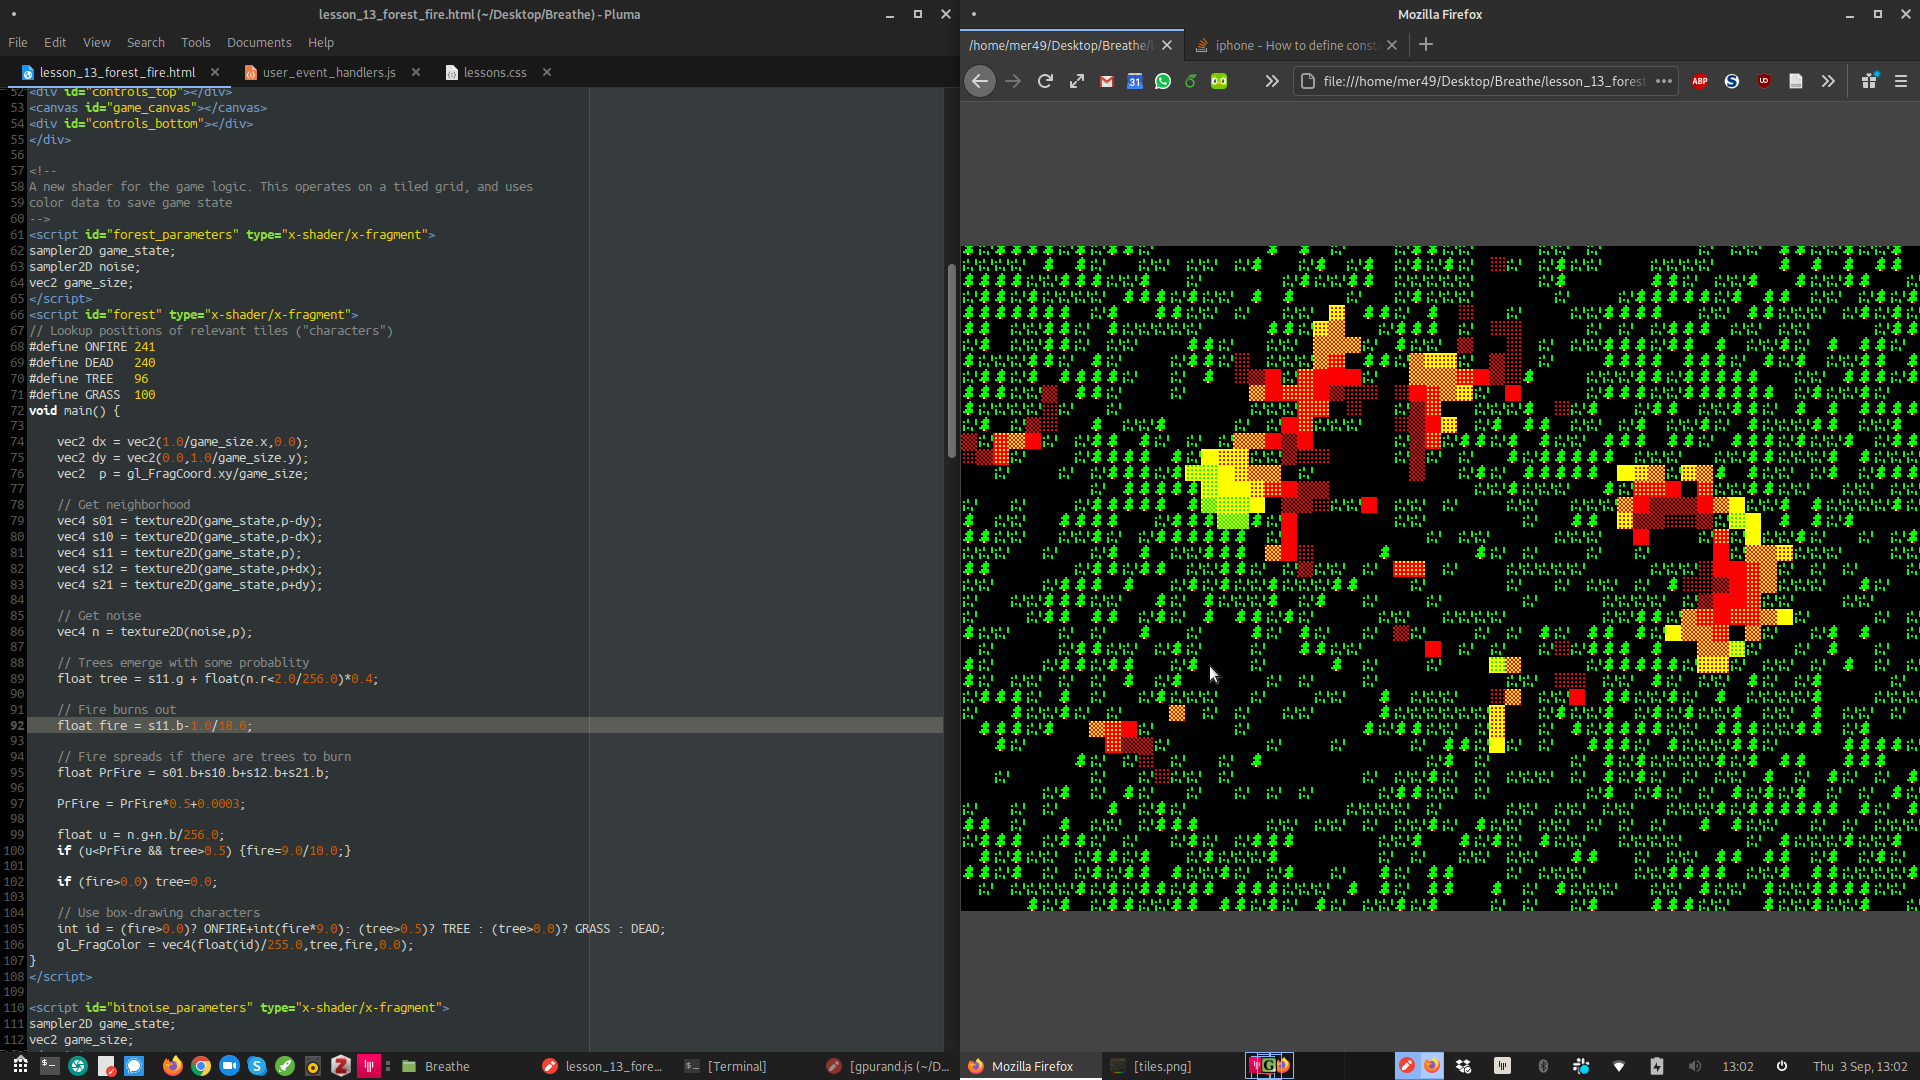 lesson_13_forest_fire.html (~/Desktop/Breathe) - Pluma
File Edit View Search Tools Documents Help
lesson_13_forest_fire.html
user_event_handlers.js
lessons.css
52 <div id="controls_top"></div>
53 <canvas id="game_canvas"></canvas>
54 <div id="controls_bottom"></div>
55 </div>
56
57 <!--
58 A new shader for the game logic. This operates on a tiled grid, and uses
59 color data to save game state
60 -->
61 <script id="forest_parameters" type="x-shader/x-fragment">
62 sampler2D game_state;
63 sampler2D noise;
64 vec2 game_size;
65 </script>
66 <script id="forest" type="x-shader/x-fragment">
67 // Lookup positions of relevant tiles ("characters")
68 #define ONFIRE 241
69 #define DEAD   240
70 #define TREE   96
71 #define GRASS  100
72 void main() {
73
74     vec2 dx = vec2(1.0/game_size.x,0.0);
75     vec2 dy = vec2(0.0,1.0/game_size.y);
76     vec2  p = gl_FragCoord.xy/game_size;
77
78     // Get neighborhood
79     vec4 s01 = texture2D(game_state,p-dy);
80     vec4 s10 = texture2D(game_state,p-dx);
81     vec4 s11 = texture2D(game_state,p);
82     vec4 s12 = texture2D(game_state,p+dx);
83     vec4 s21 = texture2D(game_state,p+dy);
84
85     // Get noise
86     vec4 n = texture2D(noise,p);
87
88     // Trees emerge with some probablity
89     float tree = s11.g + float(n.r<2.0/256.0)*0.4;
90
91     // Fire burns out
92     float fire = s11.b-1.0/18.0;
93
94     // Fire spreads if there are trees to burn
95     float PrFire = s01.b+s10.b+s12.b+s21.b;
96
97     PrFire = PrFire*0.5+0.0003;
98
99     float u = n.g+n.b/256.0;
100     if (u<PrFire && tree>0.5) {fire=9.0/10.0;}
101
102     if (fire>0.0) tree=0.0;
103
104     // Use box-drawing characters
105     int id = (fire>0.0)? ONFIRE+int(fire*9.0): (tree>0.5)? TREE : (tree>0.0)? GRASS : DEAD;
106     gl_FragColor = vec4(float(id)/255.0,tree,fire,0.0);
107 }
108 </script>
109
110 <script id="bitnoise_parameters" type="x-shader/x-fragment">
111 sampler2D game_state;
112 vec2 game_size;
Mozilla Firefox
/home/mer49/Desktop/Breathe/
iphone - How to define const
31
file:///home/mer49/Desktop/Breathe/lesson_13_forest
ABP
Breathe
lesson_13_fore...
[Terminal]
[gpurand.js (~/D...
Mozilla Firefox
[tiles.png]
13:02
Thu 3 Sep, 13:02